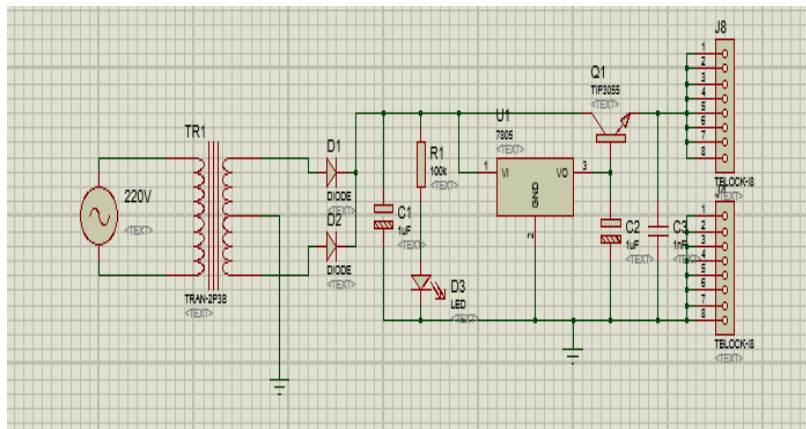 TR1
220V
<TEXT>
TRAN-2P3S
<TEXT>
D1
DIODE
<TEXT>
D2
DIODE
<TEXT>
C1
1uF
<TEXT>
R1
100k
<TEXT>
D3
LED
<TEXT>
U1
7805
<TEXT>
1
VI
VO
3
GND
2
Q1
TIP3055
<TEXT>
C2
1uF
<TEXT>
C3
1nF
<TEXT>
J8
1
2
3
4
5
6
7
8
TBLOCK-I8
<TEXT>
1
2
3
4
5
6
7
8
TBLOCK-I8
<TEXT>